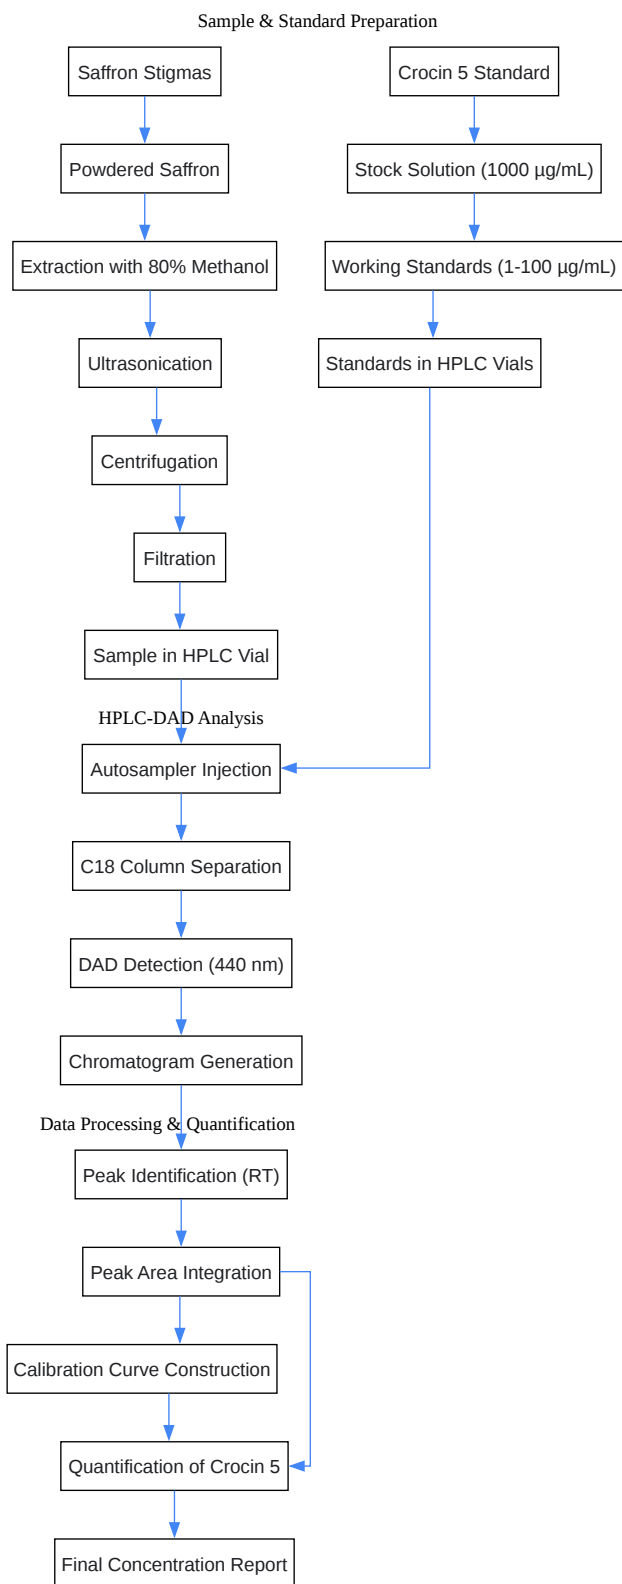 Sample & Standard Preparation
Saffron Stigmas
Crocin 5 Standard
Powdered Saffron
Stock Solution (1000 µg/mL)
Extraction with 80% Methanol
Working Standards (1-100 µg/mL)
Ultrasonication
Standards in HPLC Vials
Centrifugation
Filtration
Sample in HPLC Vial
HPLC-DAD Analysis
Autosampler Injection
C18 Column Separation
DAD Detection (440 nm)
Chromatogram Generation
Data Processing & Quantification
Peak Identification (RT)
Peak Area Integration
Calibration Curve Construction
Quantification of Crocin 5
Final Concentration Report